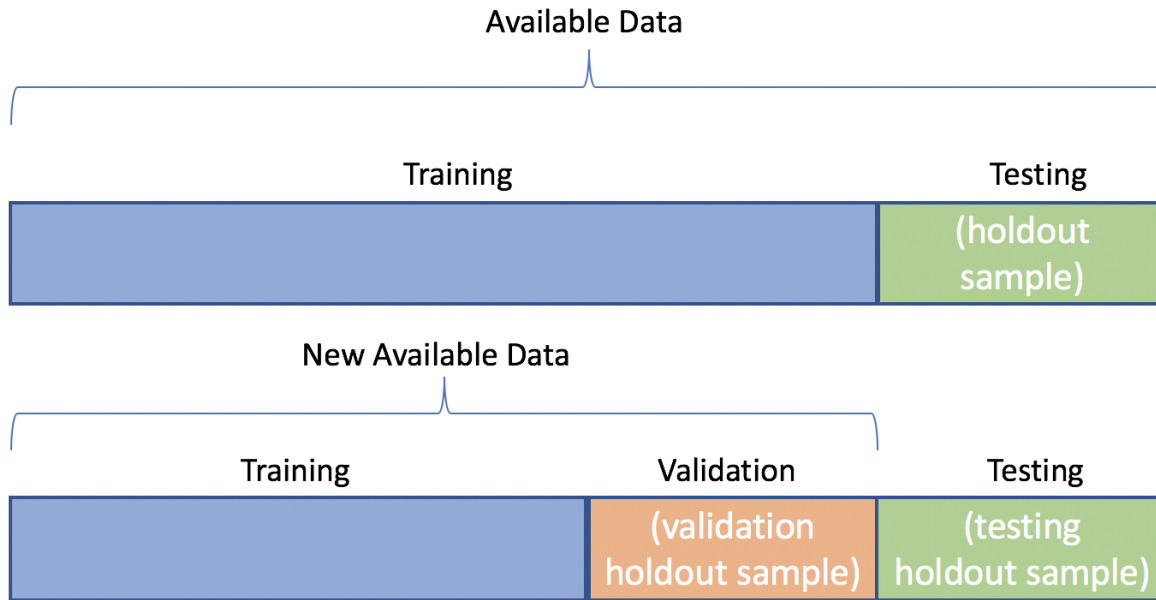 Available Data
Training
Testing
(holdout
sample)
New Available Data
Training
Validation
Testing
(validation
holdout sample)
(testing
holdout sample)